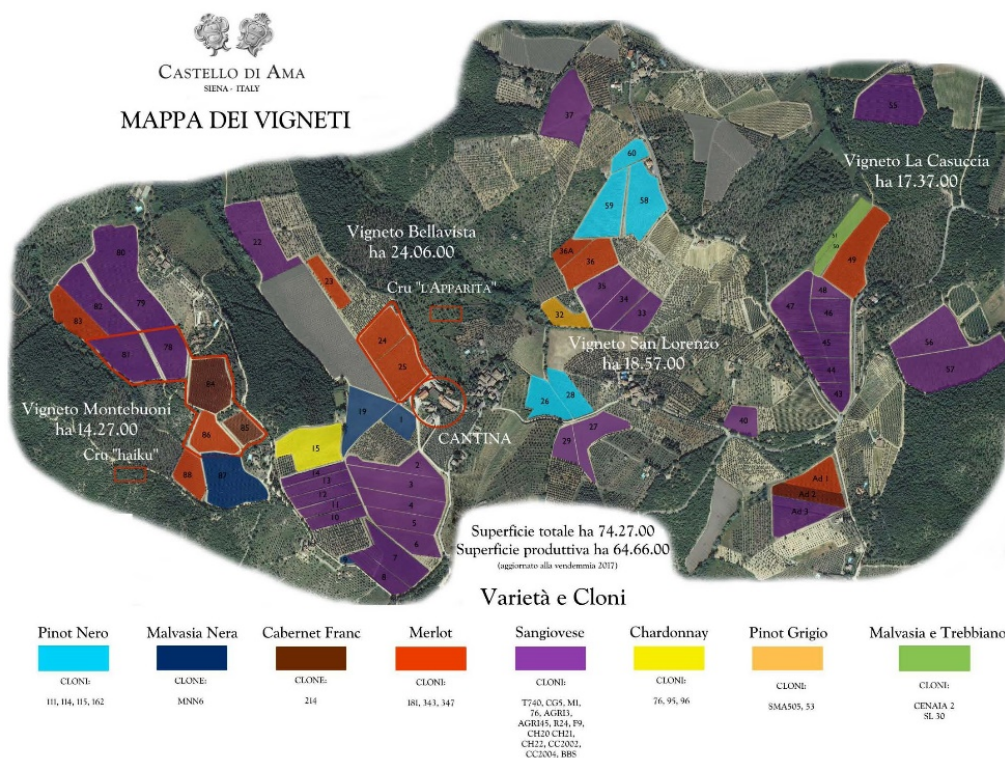 CASTELLO DI AMA
SIENA - ITALY
MAPPA DEI VIGNETI
Vigneto La Casuccia
ha 17.37.00
Vigneto Bellavista
ha 24.06.00
Cru "L'APPARITA"
Vigneto San Lorenzo
ha 18.57.00
Vigneto Montebuoni
ha 14.27.00
Cru "haiku"
CANTINA
37
55
60
59
58
22
23
36A
36
35
34
33
32
24
25
80
79
82
83
81
78
84
85
86
88
87
19
1
15
14
13
12
11
10
2
3
4
5
6
7
8
26
28
27
29
51
50
49
48
47
46
45
44
43
56
57
40
Ad 1
Ad 2
Ad 3
Superficie totale ha 74.27.00
Superficie produttiva ha 64.66.00
(aggiornato alla vendemmia 2017)
Varietà e Cloni
Pinot Nero
CLONI:
111, 114, 115, 162
Malvasia Nera
CLONE:
MNN6
Cabernet Franc
CLONE:
214
Merlot
CLONI:
181, 343, 347
Sangiovese
CLONI:
T740, CG5, M1,
76, AGRI3,
AGRI45, R24, F9,
CH20 CH21,
CH22, CC2002,
CC2004, BBS
Chardonnay
CLONI:
76, 95, 96
Pinot Grigio
CLONI:
SMA505, 53
Malvasia e Trebbiano
CLONI:
CENAIA 2
SL 30